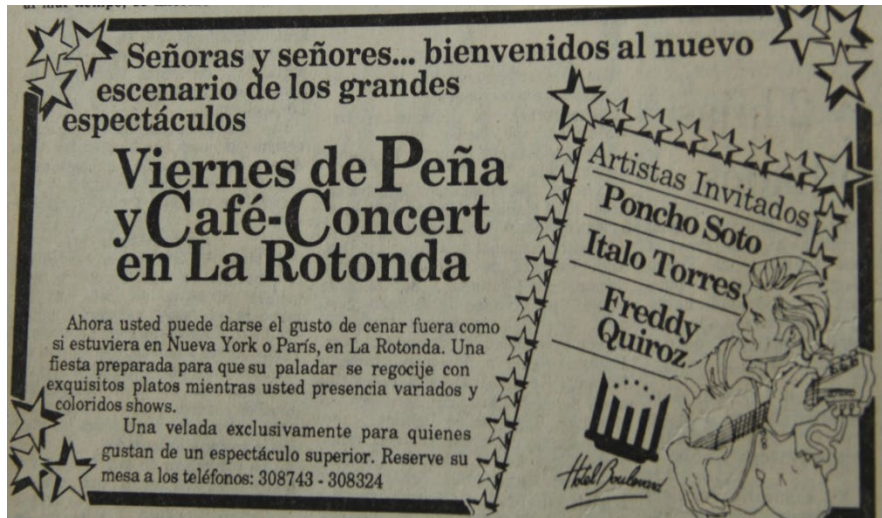 Señoras y señores... bienvenidos al nuevo
escenario de los grandes
espectáculos
Viernes de Peña
y Café-Concert
en La Rotonda
Ahora usted puede darse el gusto de cenar fuera como
si estuviera en Nueva York o París, en La Rotonda. Una
fiesta preparada para que su paladar se regocije con
exquisitos platos mientras usted presencia variados y
coloridos shows.
Una velada exclusivamente para quienes
gustan de un espectáculo superior. Reserve su
mesa a los teléfonos: 308743 - 308324
Artistas Invitados
Poncho Soto
Italo Torres
Freddy
Quiroz
Hotel Boulevard